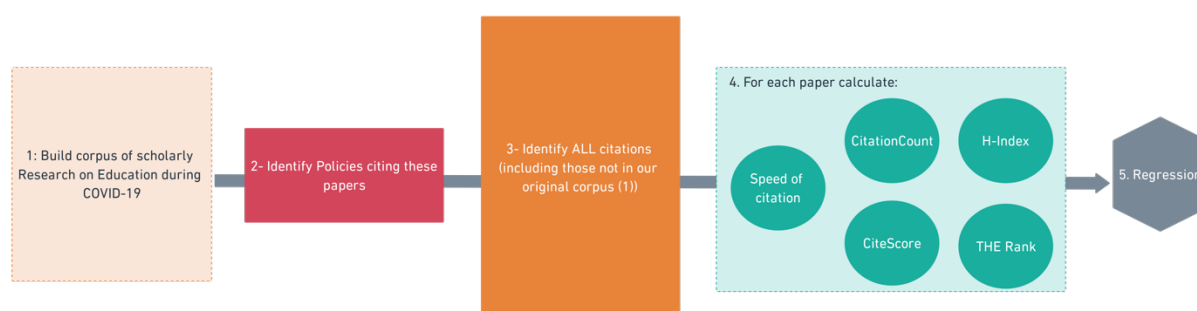 1: Build corpus of scholarly
Research on Education during
COVID-19
2- Identify Policies citing these
papers
3- Identify ALL citations
(including those not in our
original corpus (1))
4. For each paper calculate:
Speed of
citation
CitationCount
H-Index
CiteScore
THE Rank
5. Regression